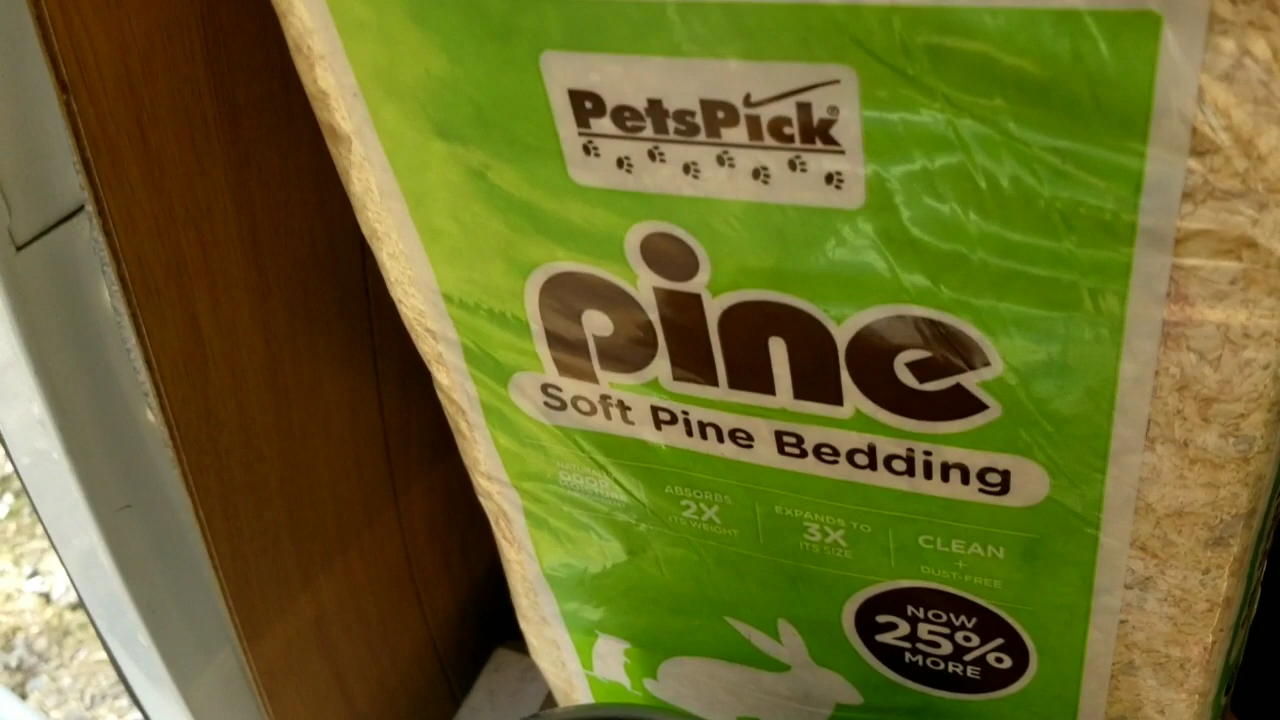 PetsPick®
pine
Soft Pine Bedding
ODOR
ABSORBS
2X
ITS WEIGHT
EXPANDS TO
3X
ITS SIZE
CLEAN
+
DUST-FREE
NOW
25%
MORE